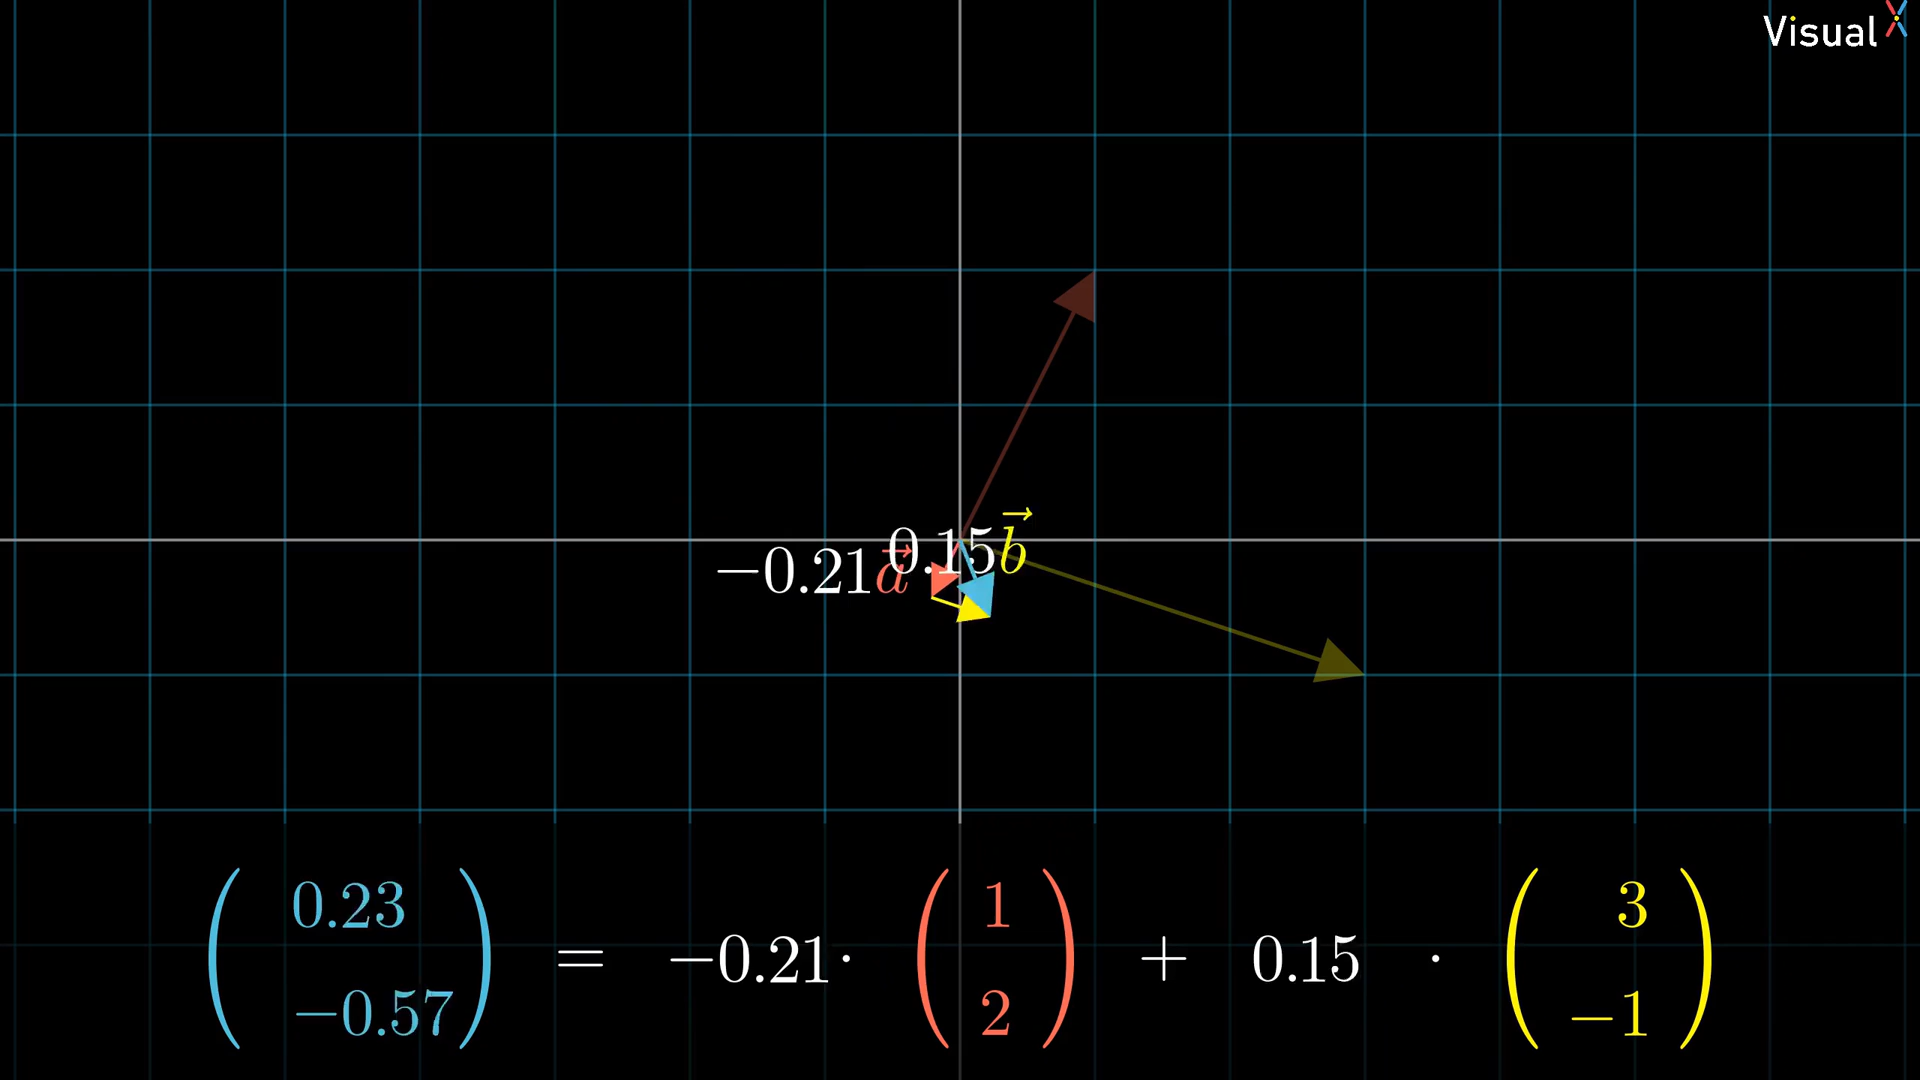 Visual X
−0.21a⃗ 0.15b⃗
(0.23 −0.57) = −0.21 · (1 2) + 0.15 · (3 −1)